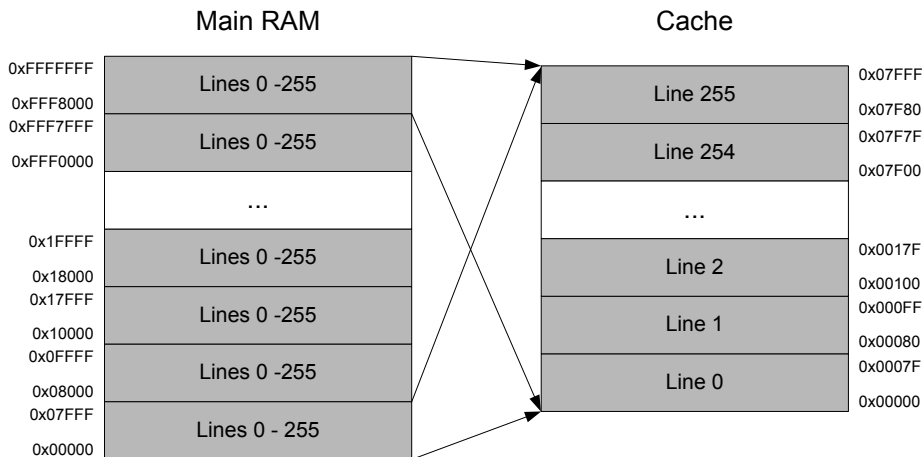 Main RAM
0xFFFFFFF
Lines 0 -255
0xFFF8000
0xFFF7FFF
Lines 0 -255
0xFFF0000
...
0x1FFFF
Lines 0 -255
0x18000
0x17FFF
Lines 0 -255
0x10000
0x0FFFF
Lines 0 -255
0x08000
0x07FFF
Lines 0 - 255
0x00000
Cache
0x07FFF
Line 255
0x07F80
0x07F7F
Line 254
0x07F00
...
0x0017F
Line 2
0x00100
0x000FF
Line 1
0x00080
0x0007F
Line 0
0x00000